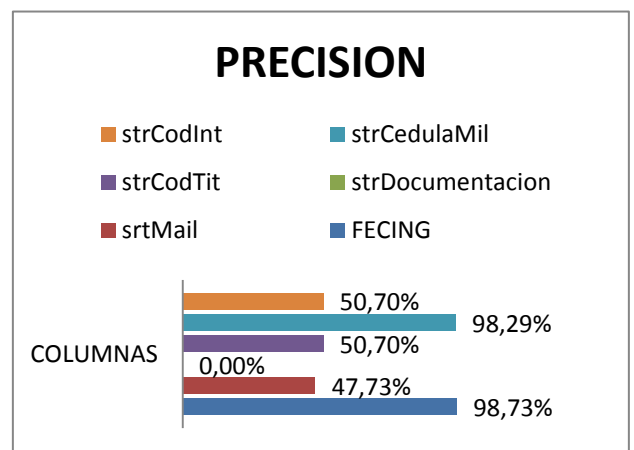 PRECISION
strCodInt strCedulaMil
strCodTit strDocumentacion
srtMail FECING
50,70%
98,29%
50,70%
COLUMNAS
0,00%
47,73%
98,73%